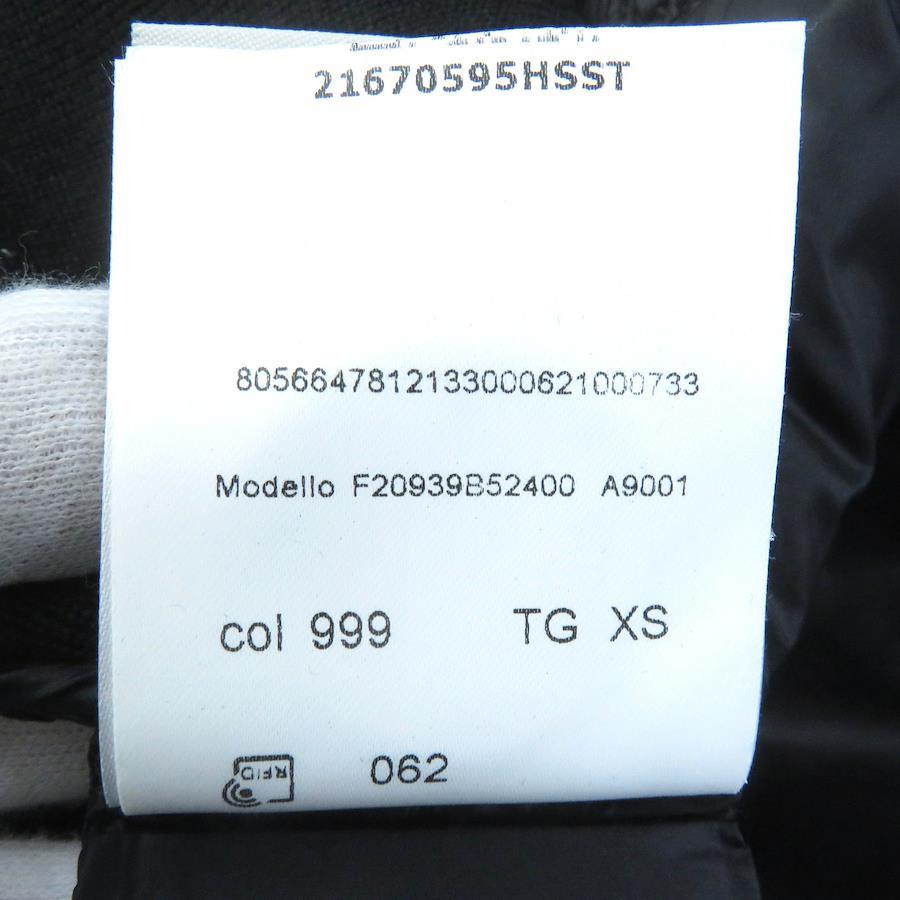 21670595HSST
8056647812133000621000733
Modello F20939B52400 A9001
col 999 TG XS
RFID 062